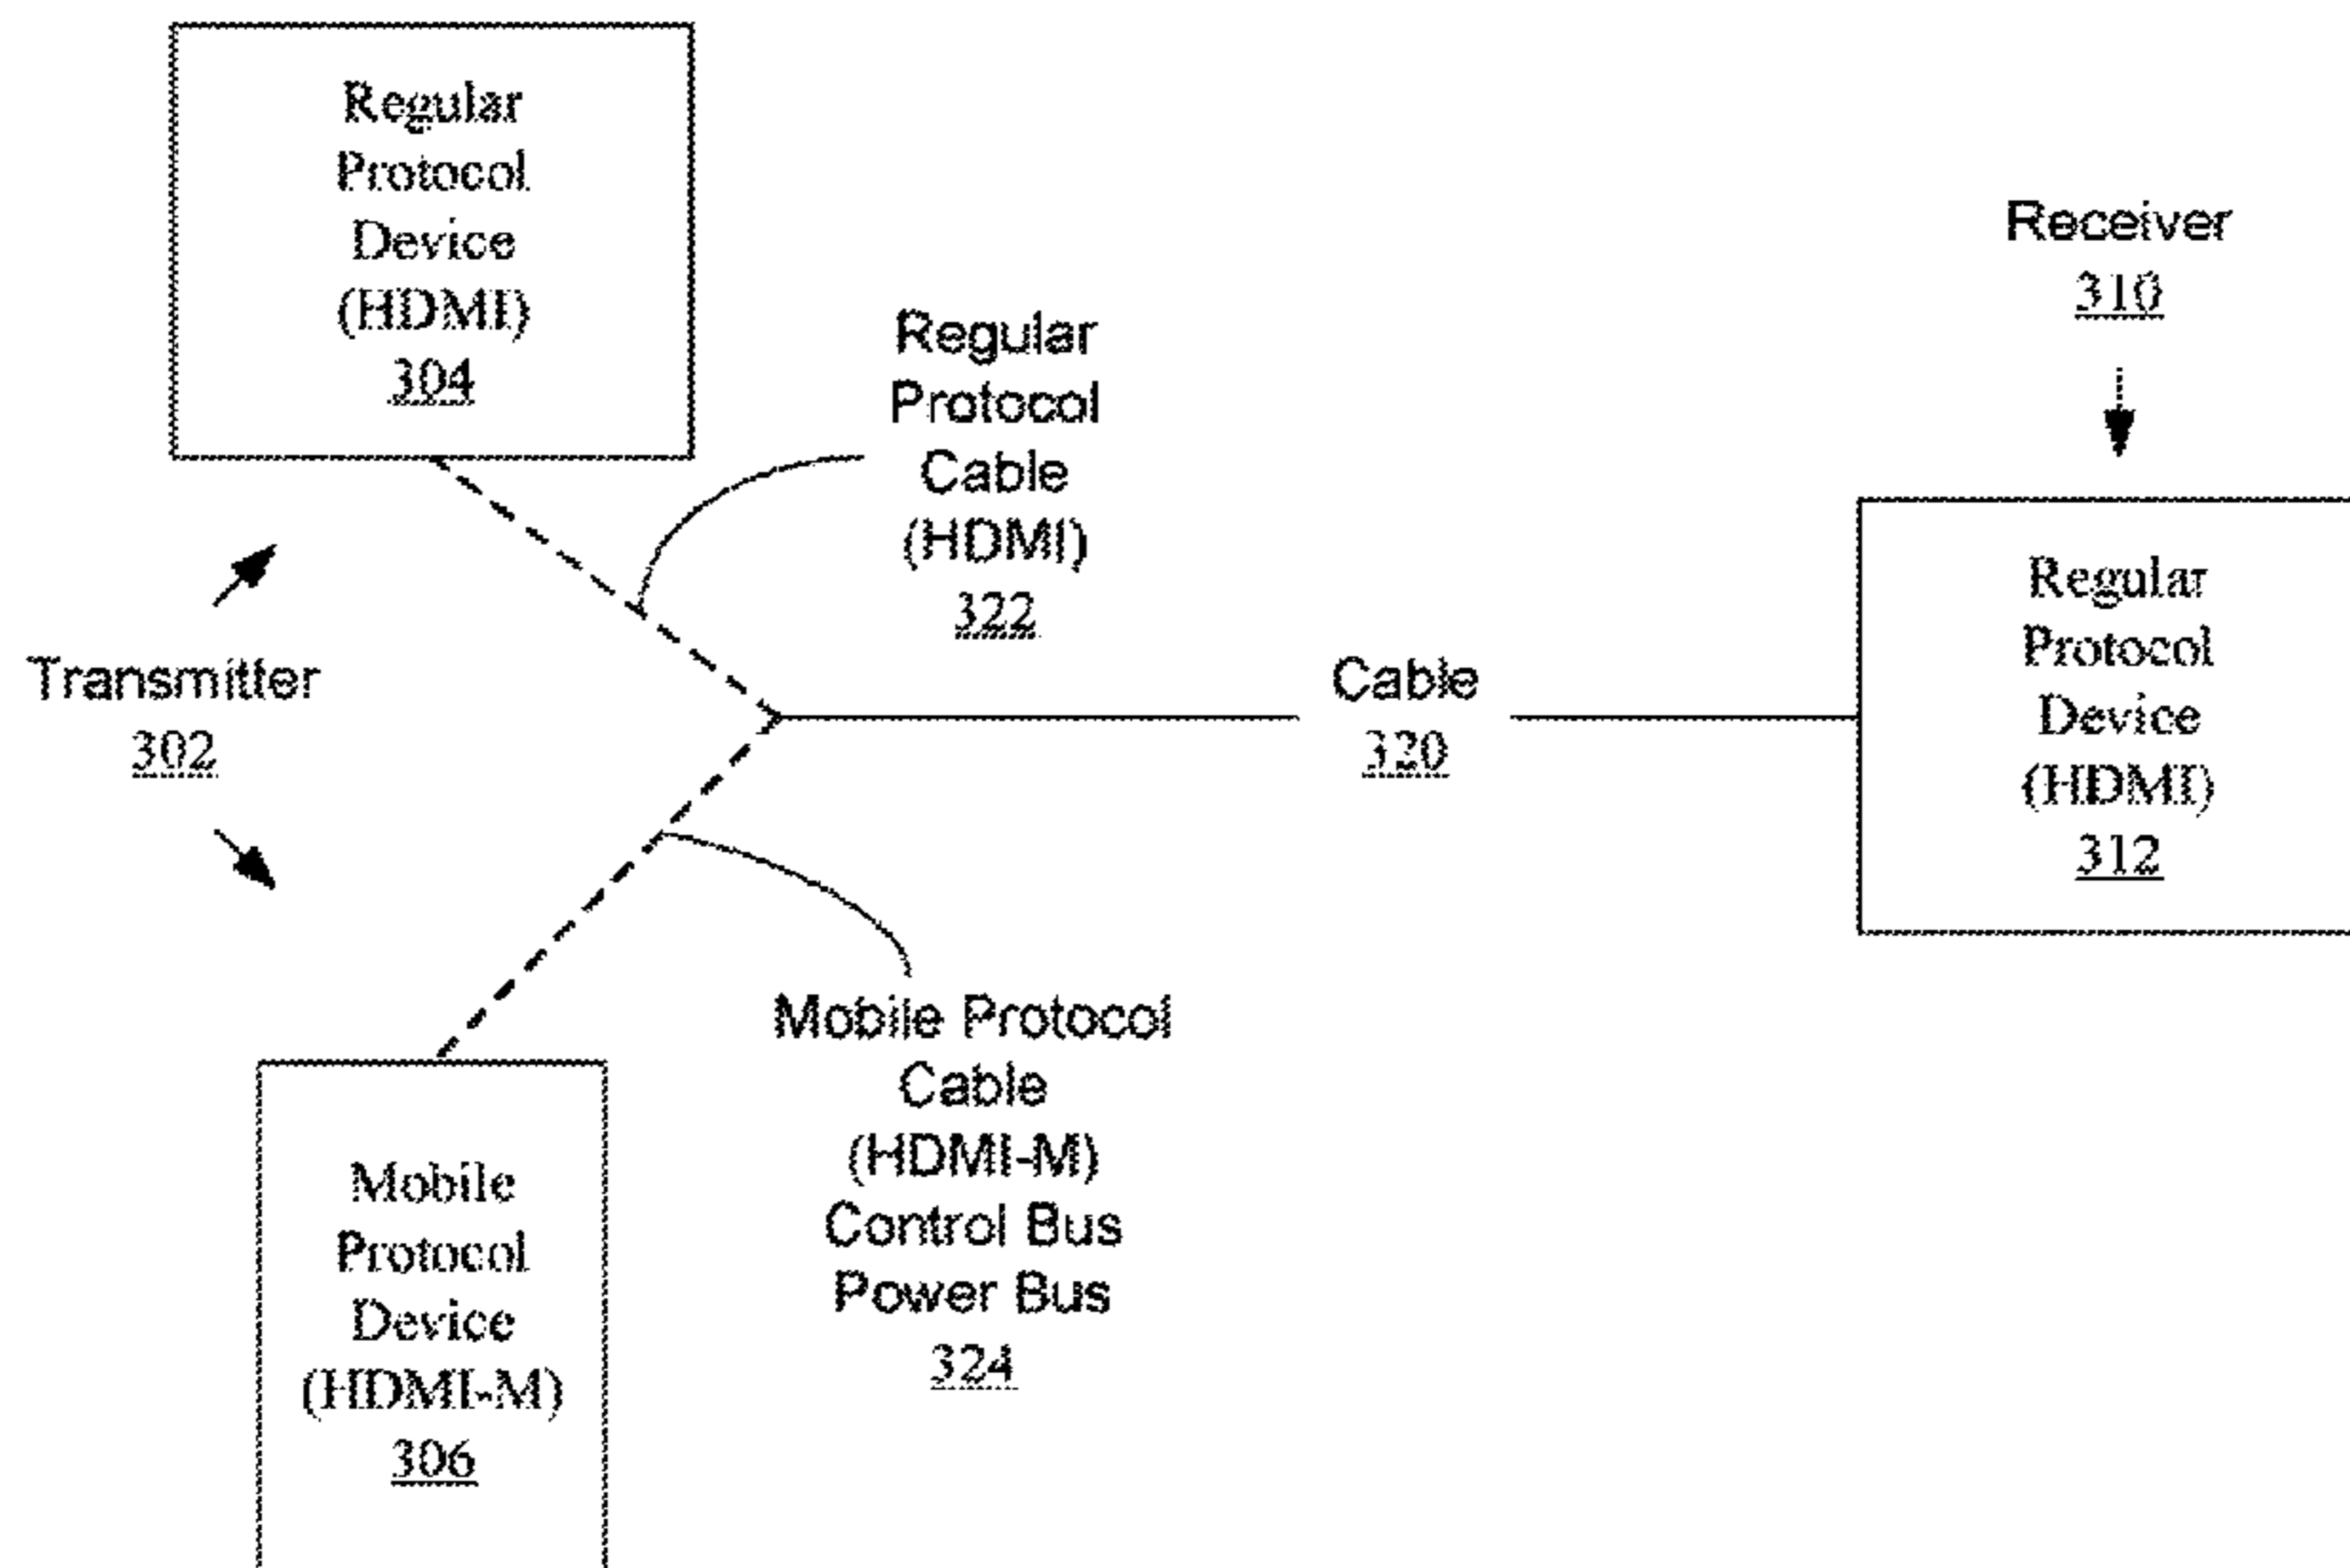 Regular
Protocol
Device
(HDMI)
304
Regular
Protocol
Cable
(HDMI)
322
Receiver
310
Transmitter
302
Cable
320
Regular
Protocol
Device
(HDMI)
312
Mobile Protocol
Cable
(HDMI-M)
Control Bus
Power Bus
324
Mobile
Protocol
Device
(HDMI-M)
306